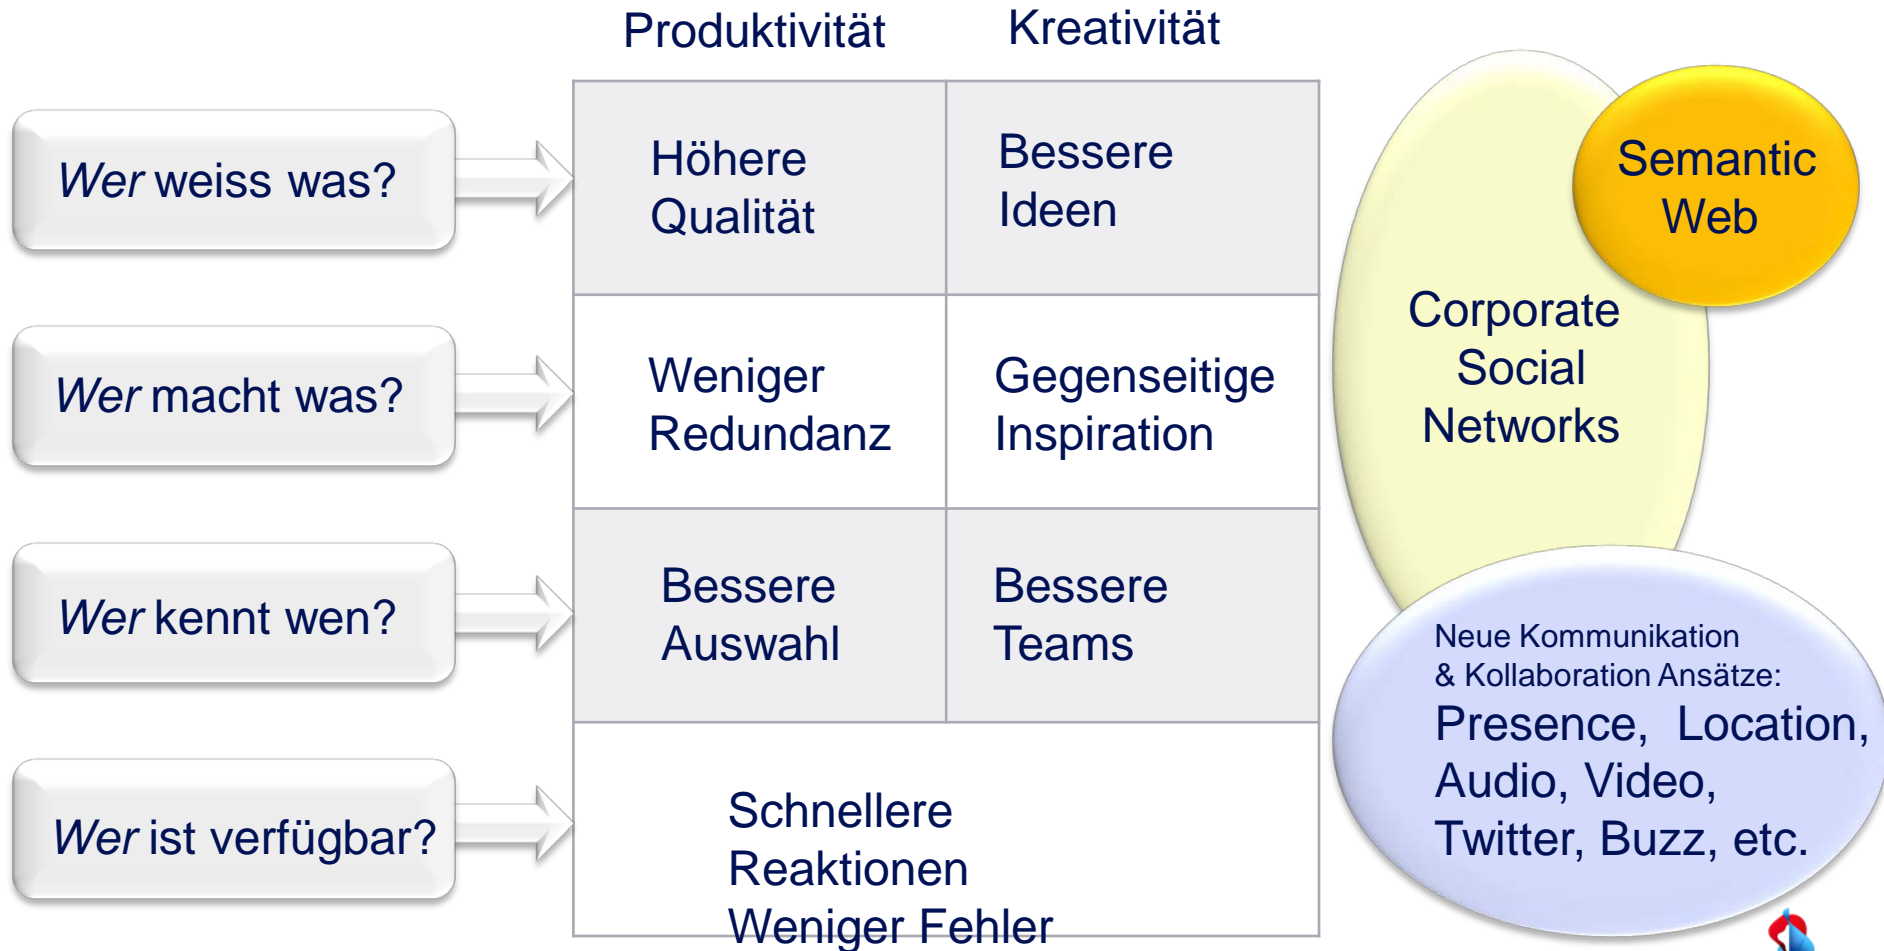 Produktivität
Kreativität
Wer weiss was?
Höhere
Qualität
Bessere
Ideen
Wer macht was?
Weniger
Redundanz
Gegenseitige
Inspiration
Wer kennt wen?
Bessere
Auswahl
Bessere
Teams
Wer ist verfügbar?
Schnellere
Reaktionen
Weniger Fehler
Semantic
Web
Corporate
Social
Networks
Neue Kommunikation
& Kollaboration Ansätze:
Presence, Location,
Audio, Video,
Twitter, Buzz, etc.